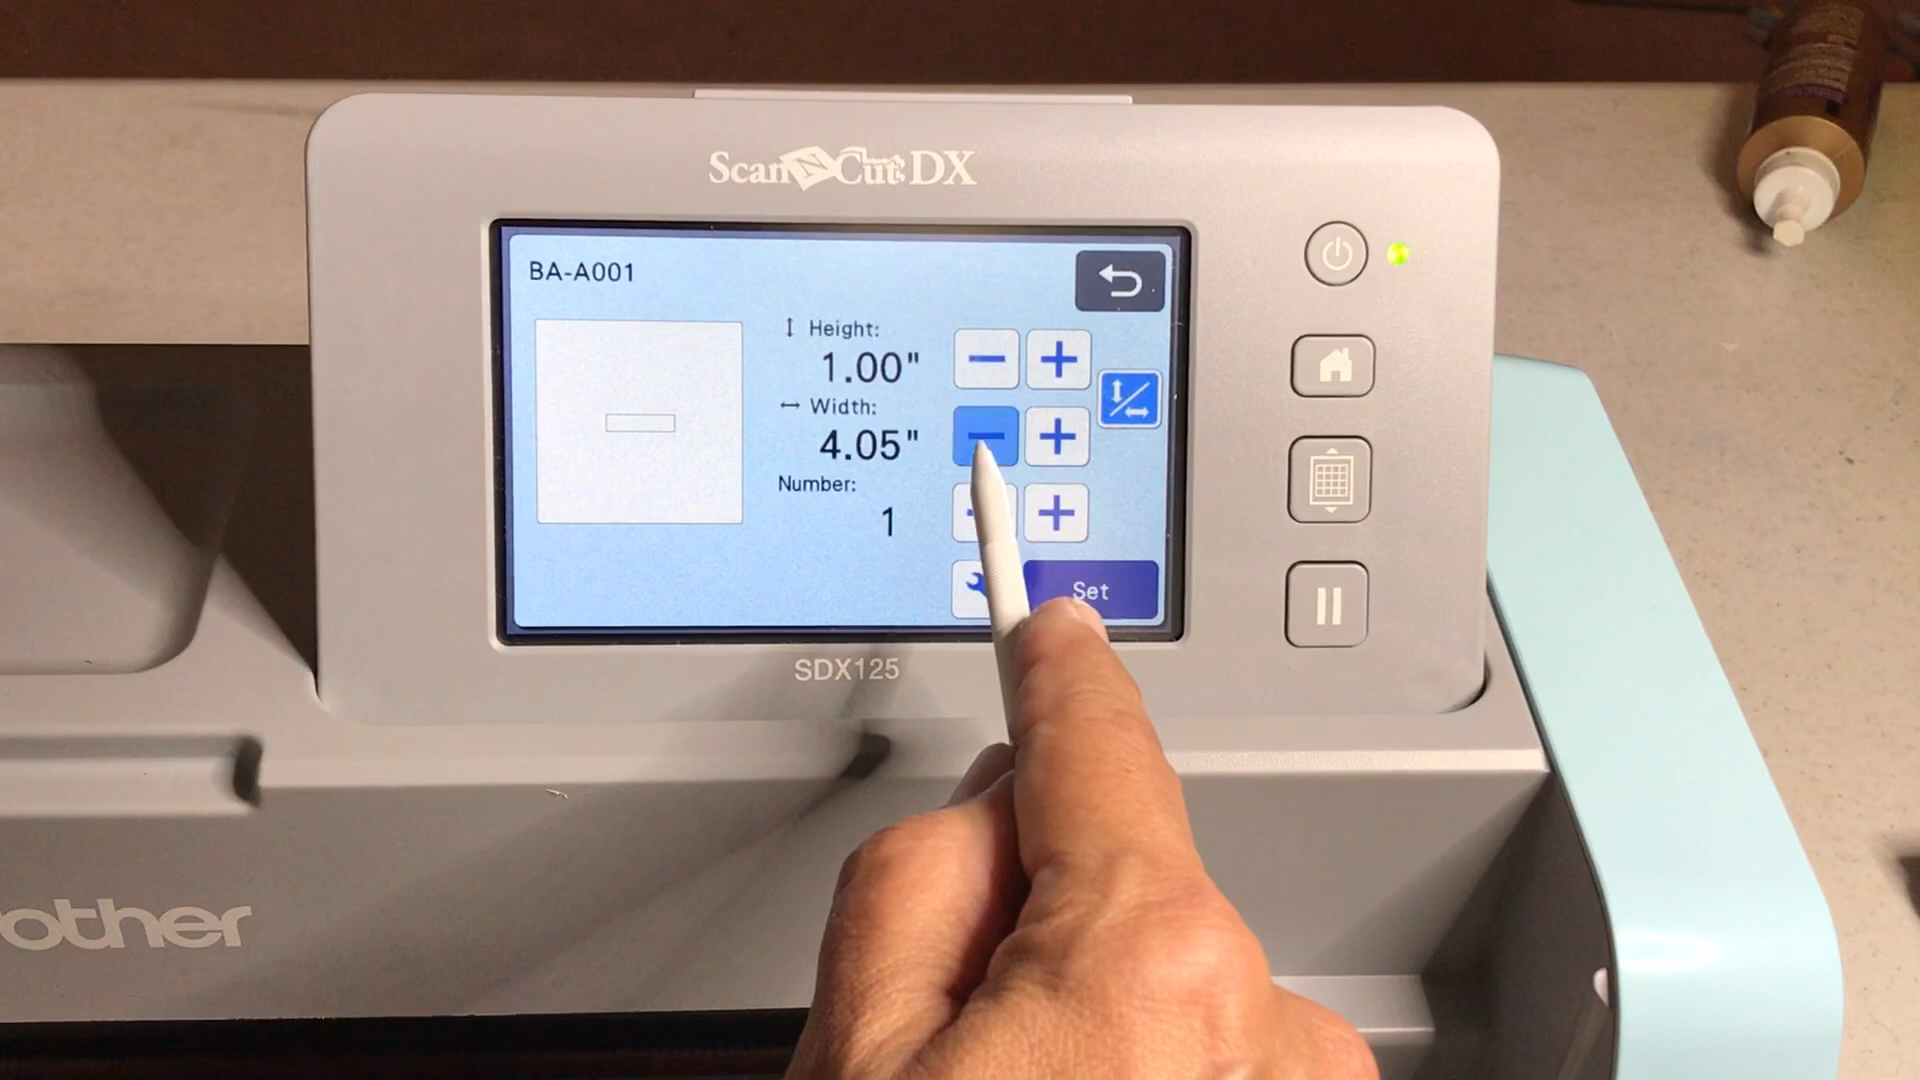 ScanNCut DX
BA-A001
Height:
1.00"
Width:
4.05"
Number:
1
Set
SDX125
other